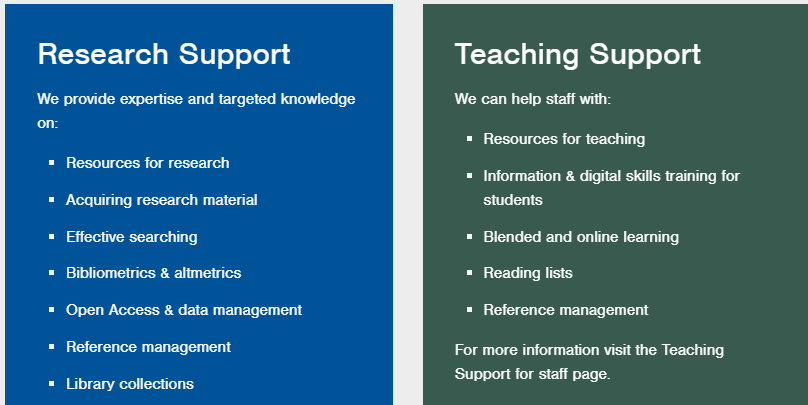 Research Support
We provide expertise and targeted knowledge
on:
Resources for research
Acquiring research material
Effective searching
Bibliometrics & altmetrics
Open Access & data management
Reference management
Library collections
Teaching Support
We can help staff with:
Resources for teaching
Information & digital skills training for
students
Blended and online learning
Reading lists
Reference management
For more information visit the Teaching
Support for staff page.